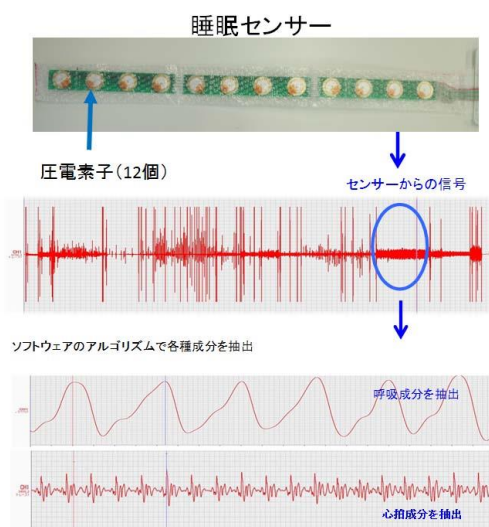 睡眠センサー
圧電素子(12個)
センサーからの信号
ソフトウェアのアルゴリズムで各種成分を抽出
呼吸成分を抽出
心拍成分を抽出